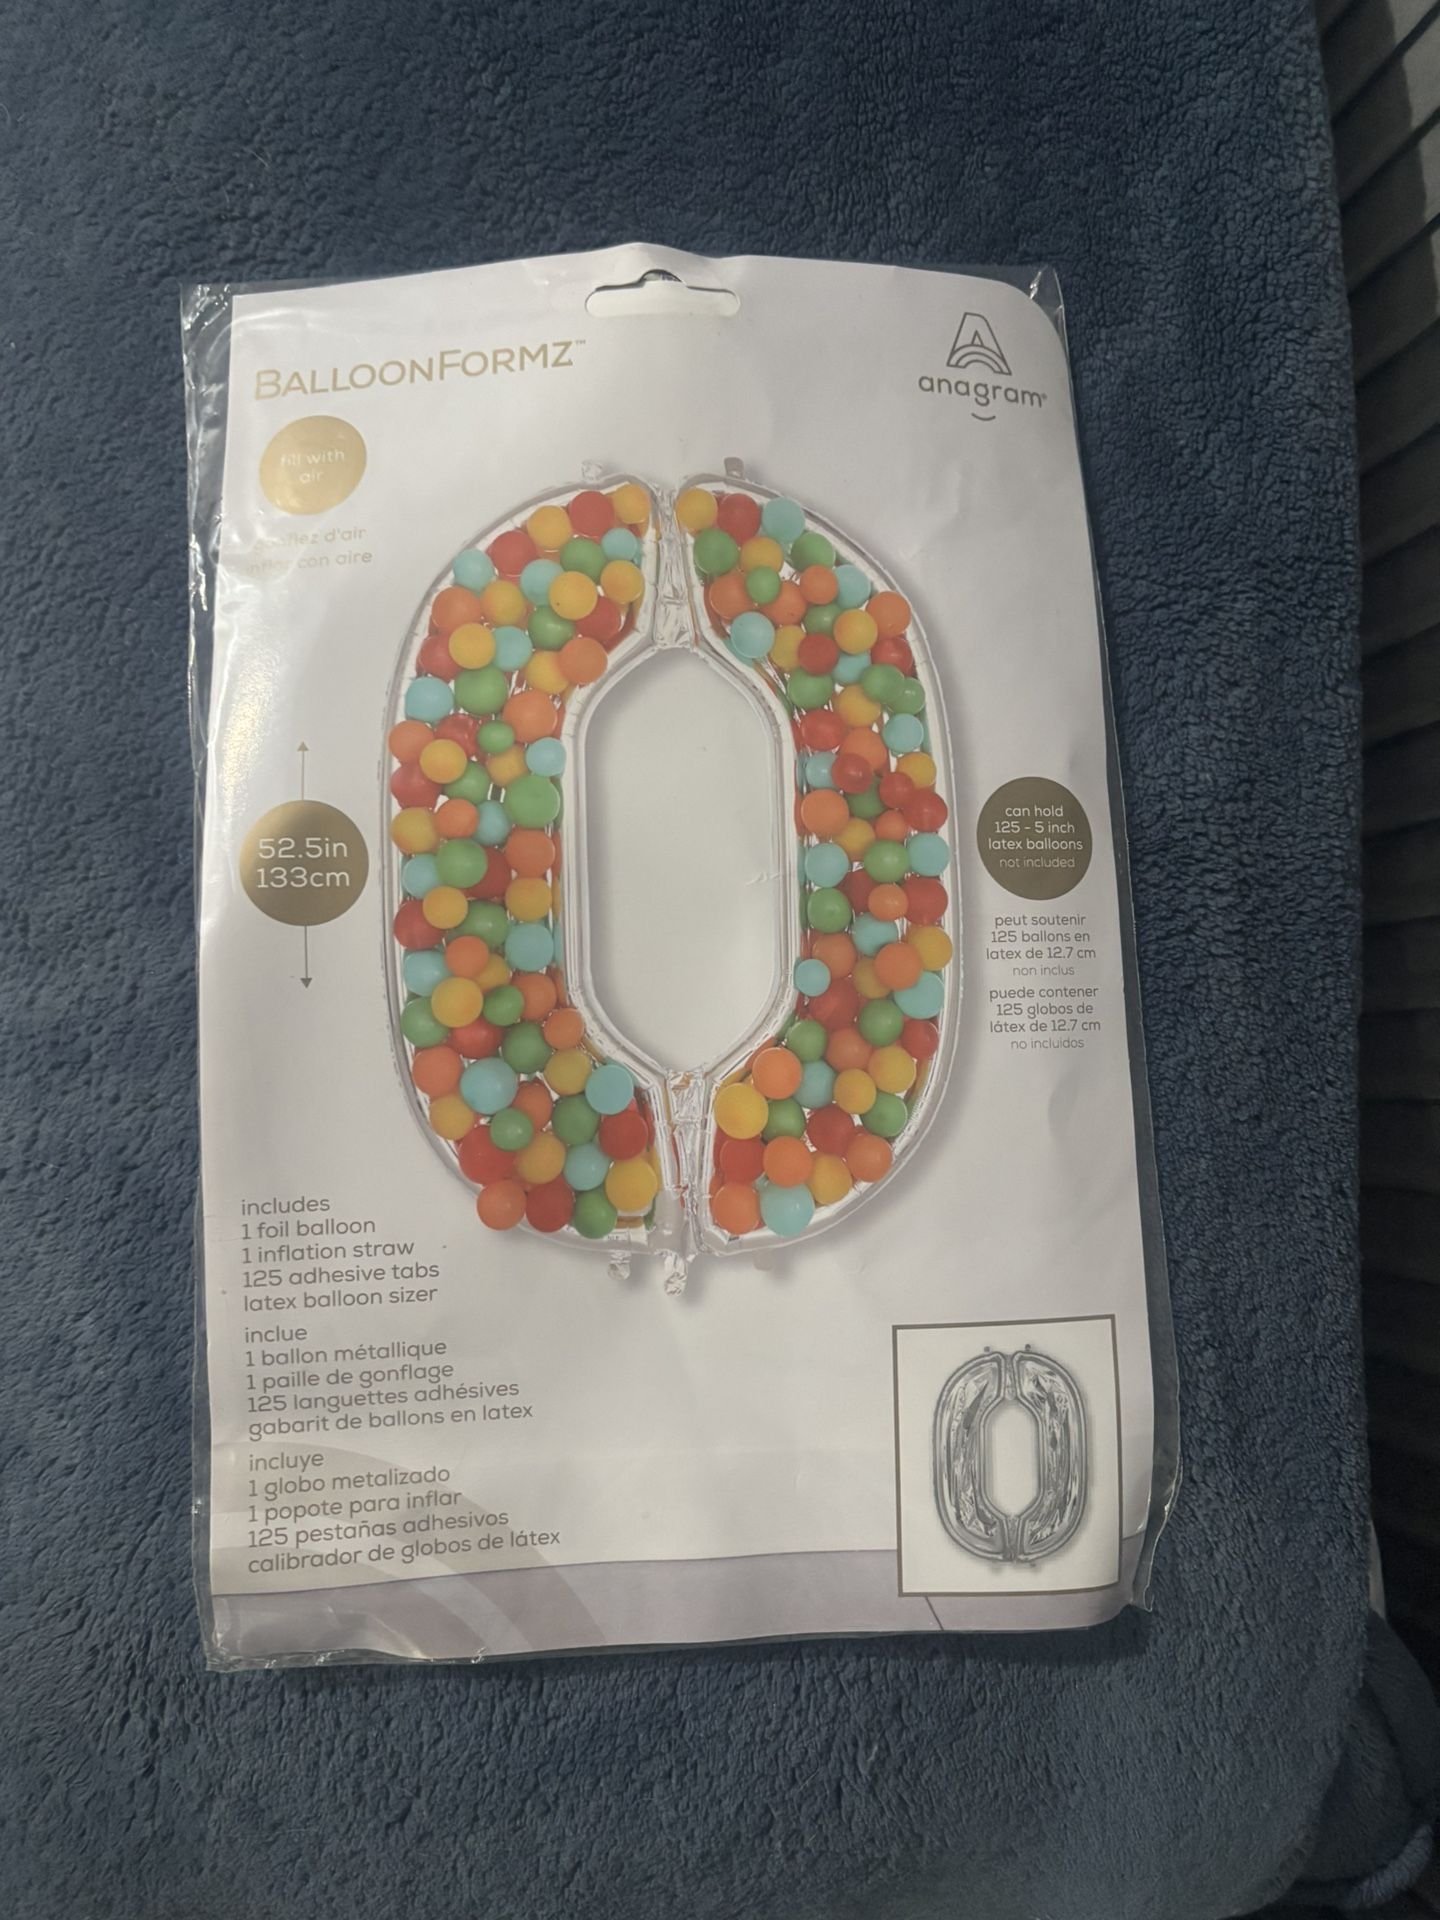 BALLOONFORMZ™
anagram®
fill with
air
gonflez d'air
inflar con aire
52.5in
133cm
can hold
125 - 5 inch
latex balloons
not included
peut soutenir
125 ballons en
latex de 12.7 cm
non inclus
puede contener
125 globos de
látex de 12.7 cm
no incluidos
includes
1 foil balloon
1 inflation straw
125 adhesive tabs
latex balloon sizer
inclue
1 ballon métallique
1 paille de gonflage
125 languettes adhésives
gabarit de ballons en latex
incluye
1 globo metalizado
1 popote para inflar
125 pestañas adhesivos
calibrador de globos de látex